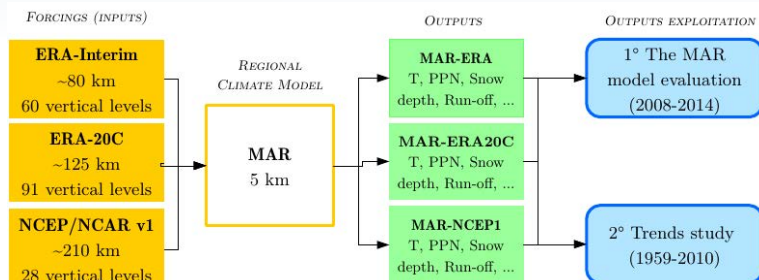 FORCINGS (INPUTS)
ERA-Interim
~80 km
60 vertical levels
ERA-20C
~125 km
91 vertical levels
NCEP/NCAR v1
~210 km
28 vertical levels
REGIONAL
CLIMATE MODEL
MAR
5 km
OUTPUTS
MAR-ERA
T, PPN, Snow
depth, Run-off, ...
MAR-ERA20C
T, PPN, Snow
depth, Run-off, ...
MAR-NCEP1
T, PPN, Snow
depth, Run-off, ...
OUTPUTS EXPLOITATION
1° The MAR
model evaluation
(2008-2014)
2° Trends study
(1959-2010)